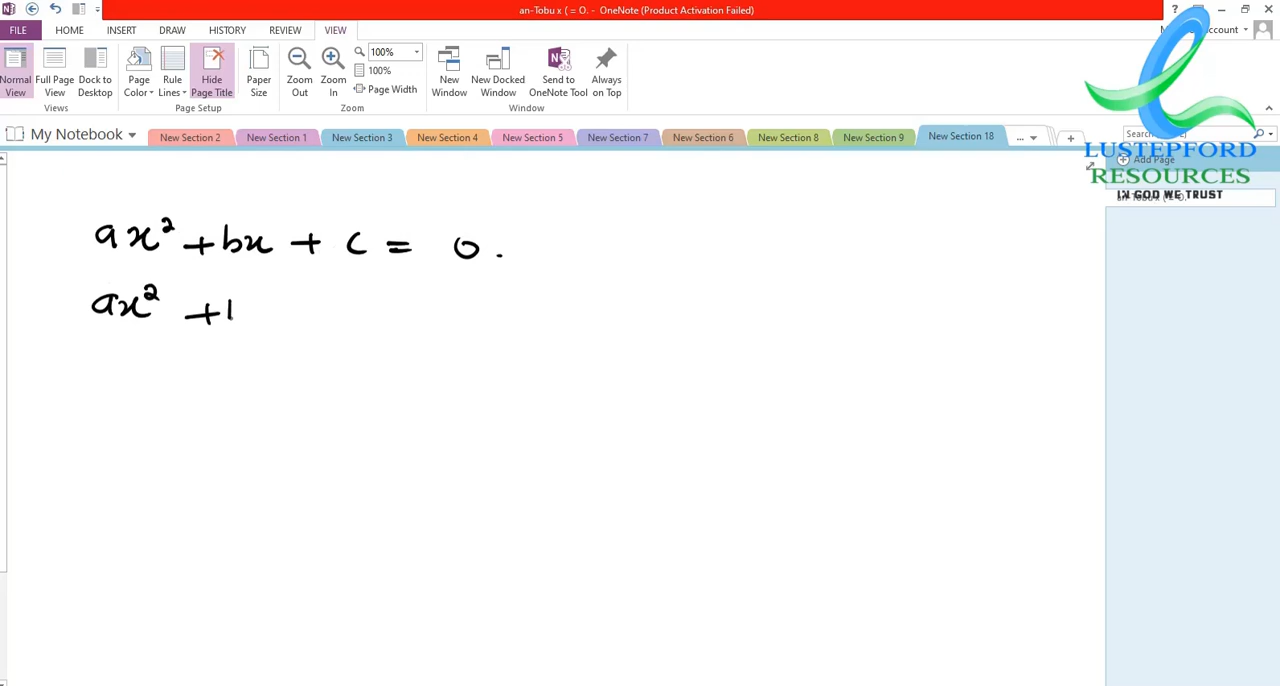 an-Tobu x ( = O. - OneNote (Product Activation Failed)
FILE HOME INSERT DRAW HISTORY REVIEW VIEW
Normal View Full Page View Dock to Desktop Page Color Rule Lines Hide Page Title Paper Size Zoom Out Zoom In 100% 100% Page Width New Window New Docked Window Send to OneNote Tool Always on Top
Views Page Setup Zoom Window
My Notebook New Section 2 New Section 1 New Section 3 New Section 4 New Section 5 New Section 7 New Section 6 New Section 8 New Section 9 New Section 18 ...
LUSTEPFORD
Add Page
RESOURCES
IN GOD WE TRUST
ax² + bx + c = 0.
ax² +